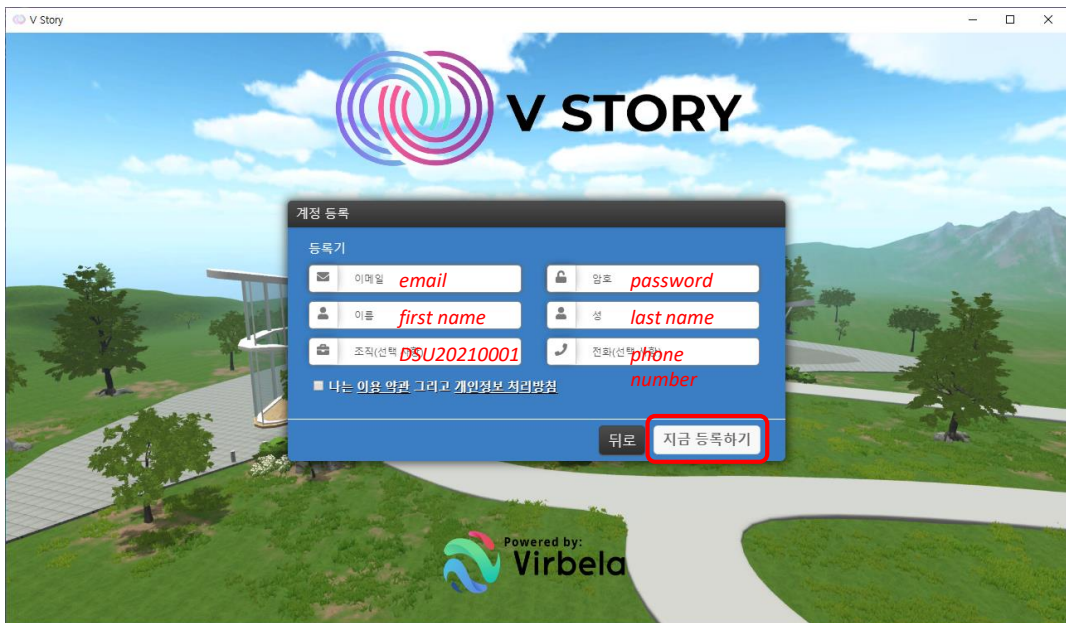 V Story
V STORY
계정 등록
등록기
이메일 email
암호 password
이름 first name
성 last name
조직(선택 DSU20210001
전화(선택 phone
number
나는 이용 약관 그리고 개인정보 처리방침
뒤로 지금 등록하기
Powered by:
Virbela